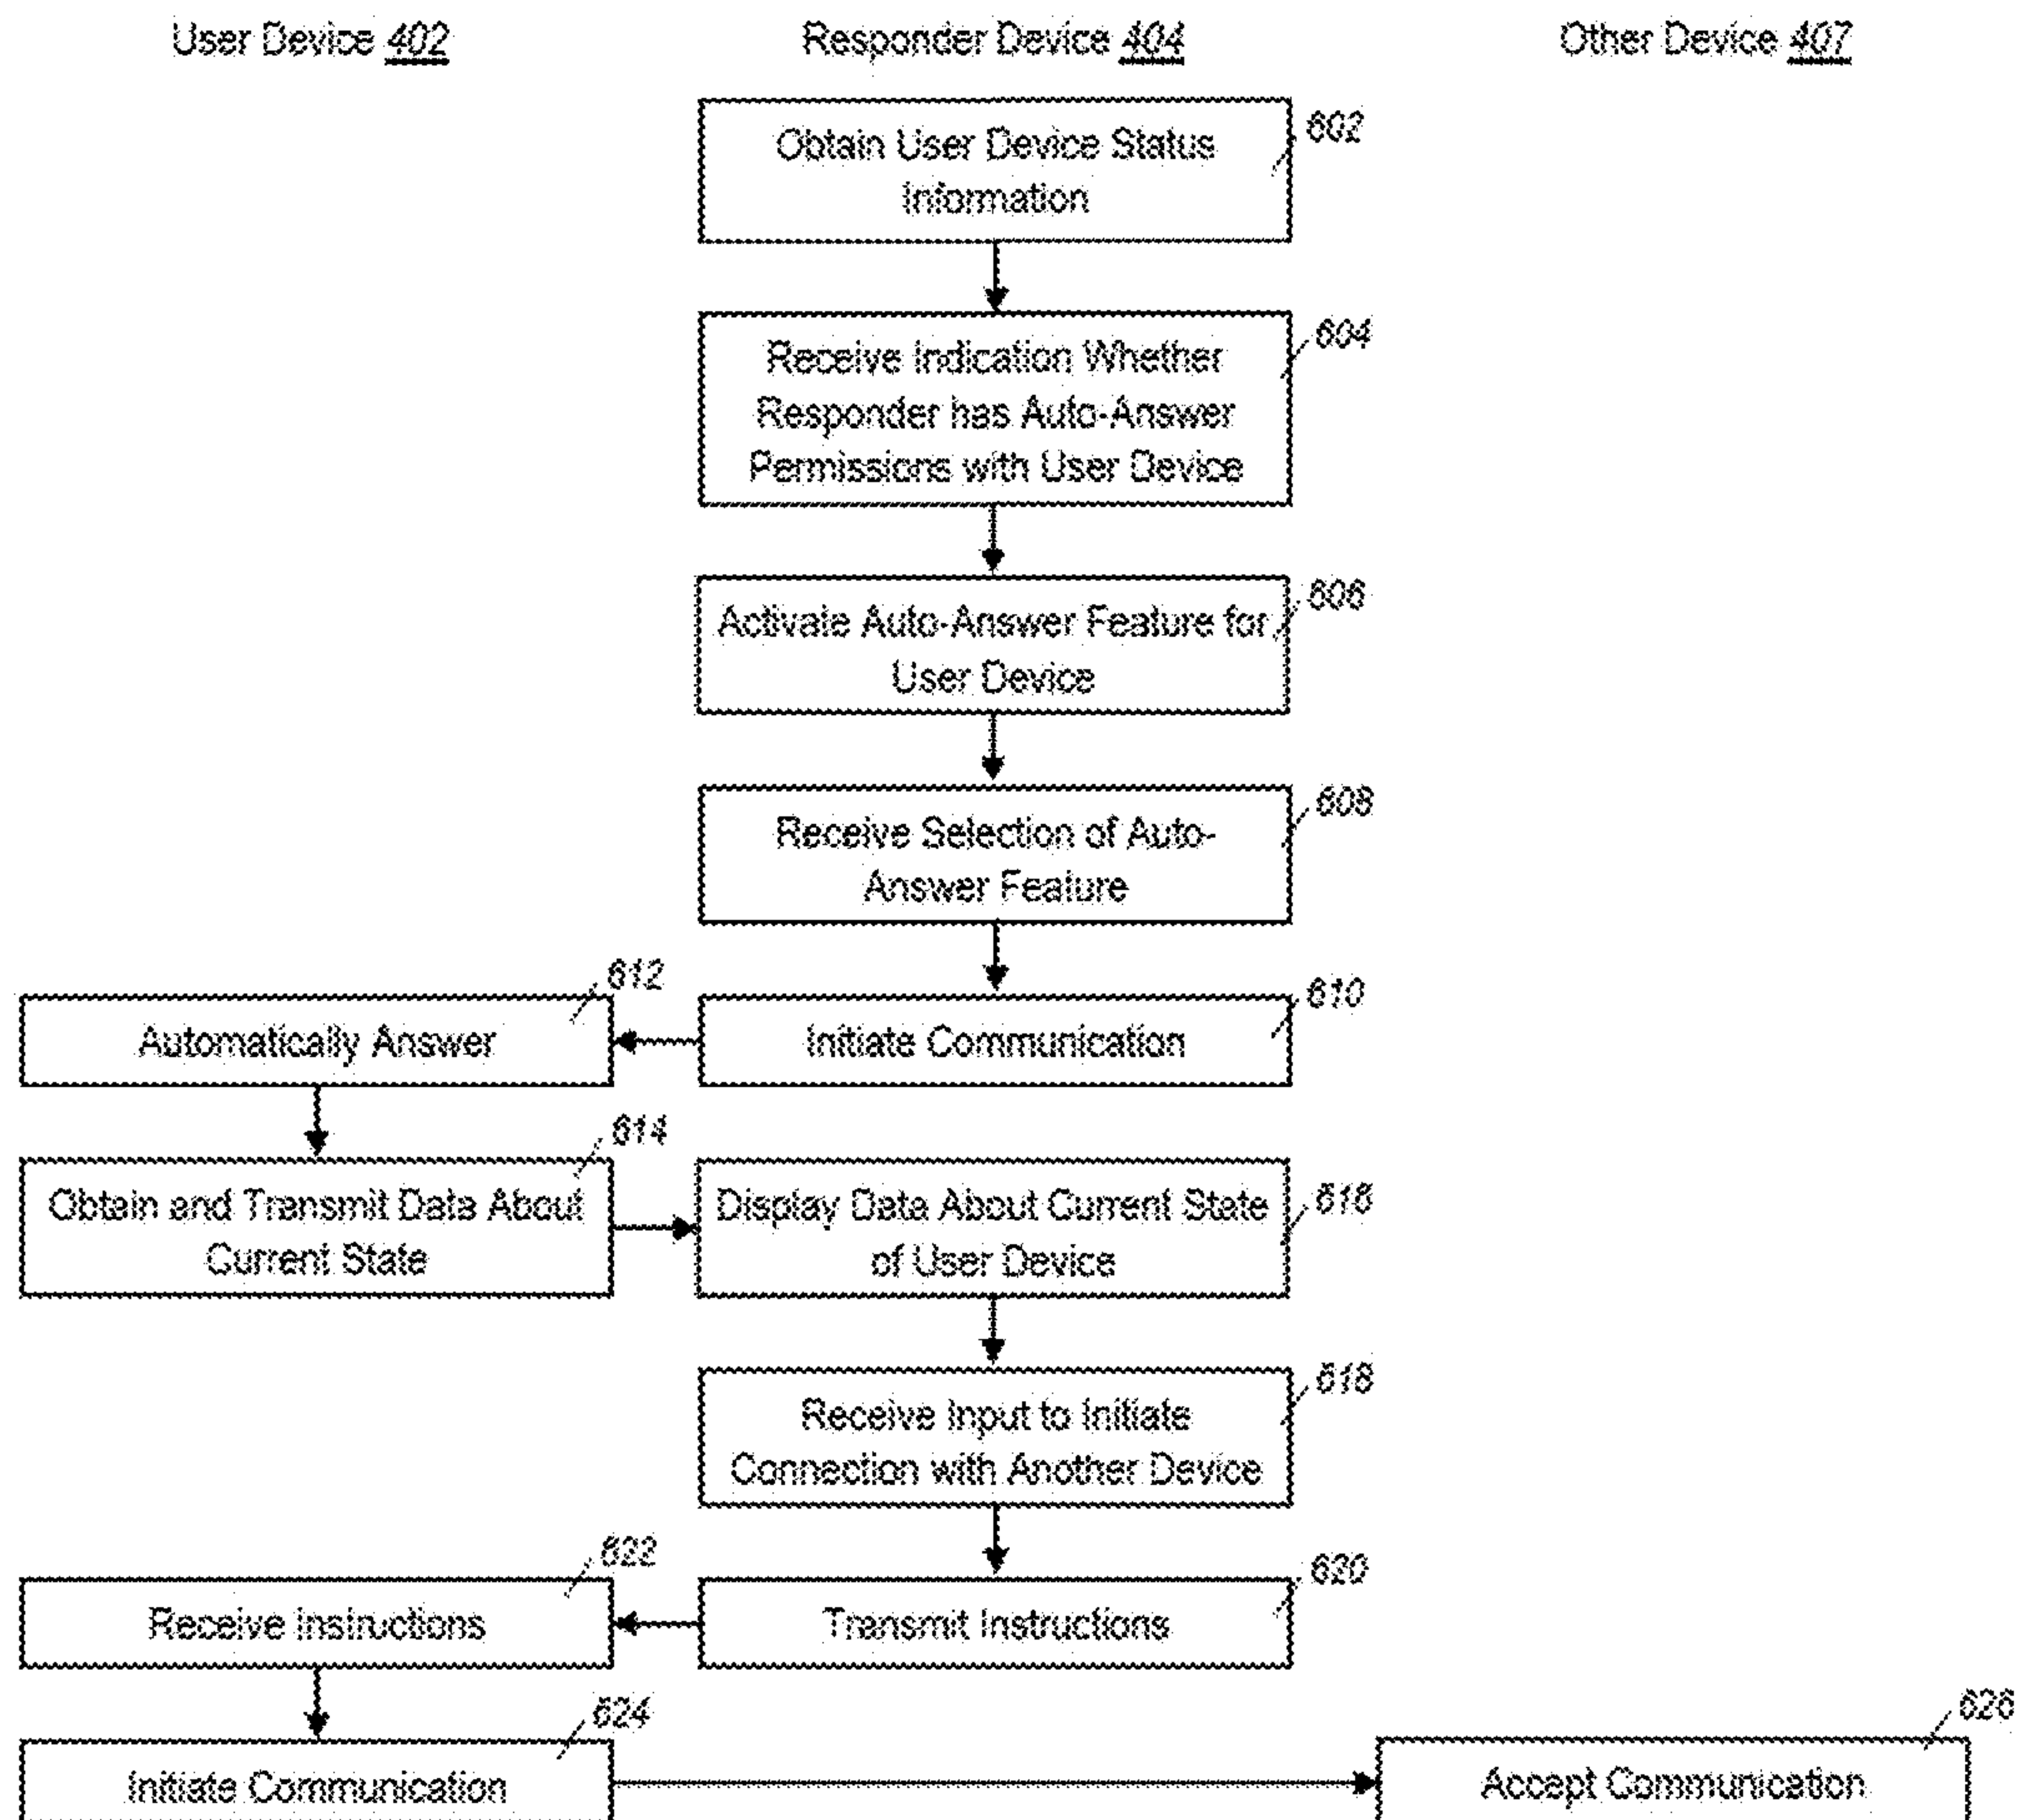 User Device 402
Responder Device 404
Other Device 407
Obtain User Device Status
Information
602
Receive Indication Whether
Responder has Auto-Answer
Permissions with User Device
604
Activate Auto-Answer Feature for
User Device
606
Receive Selection of Auto-
Answer Feature
608
612
Automatically Answer
Initiate Communication
610
614
Obtain and Transmit Data About
Current State
Display Data About Current State
of User Device
616
Receive Input to Initiate
Connection with Another Device
618
622
Receive Instructions
Transmit Instructions
620
624
Initiate Communication
626
Accept Communication